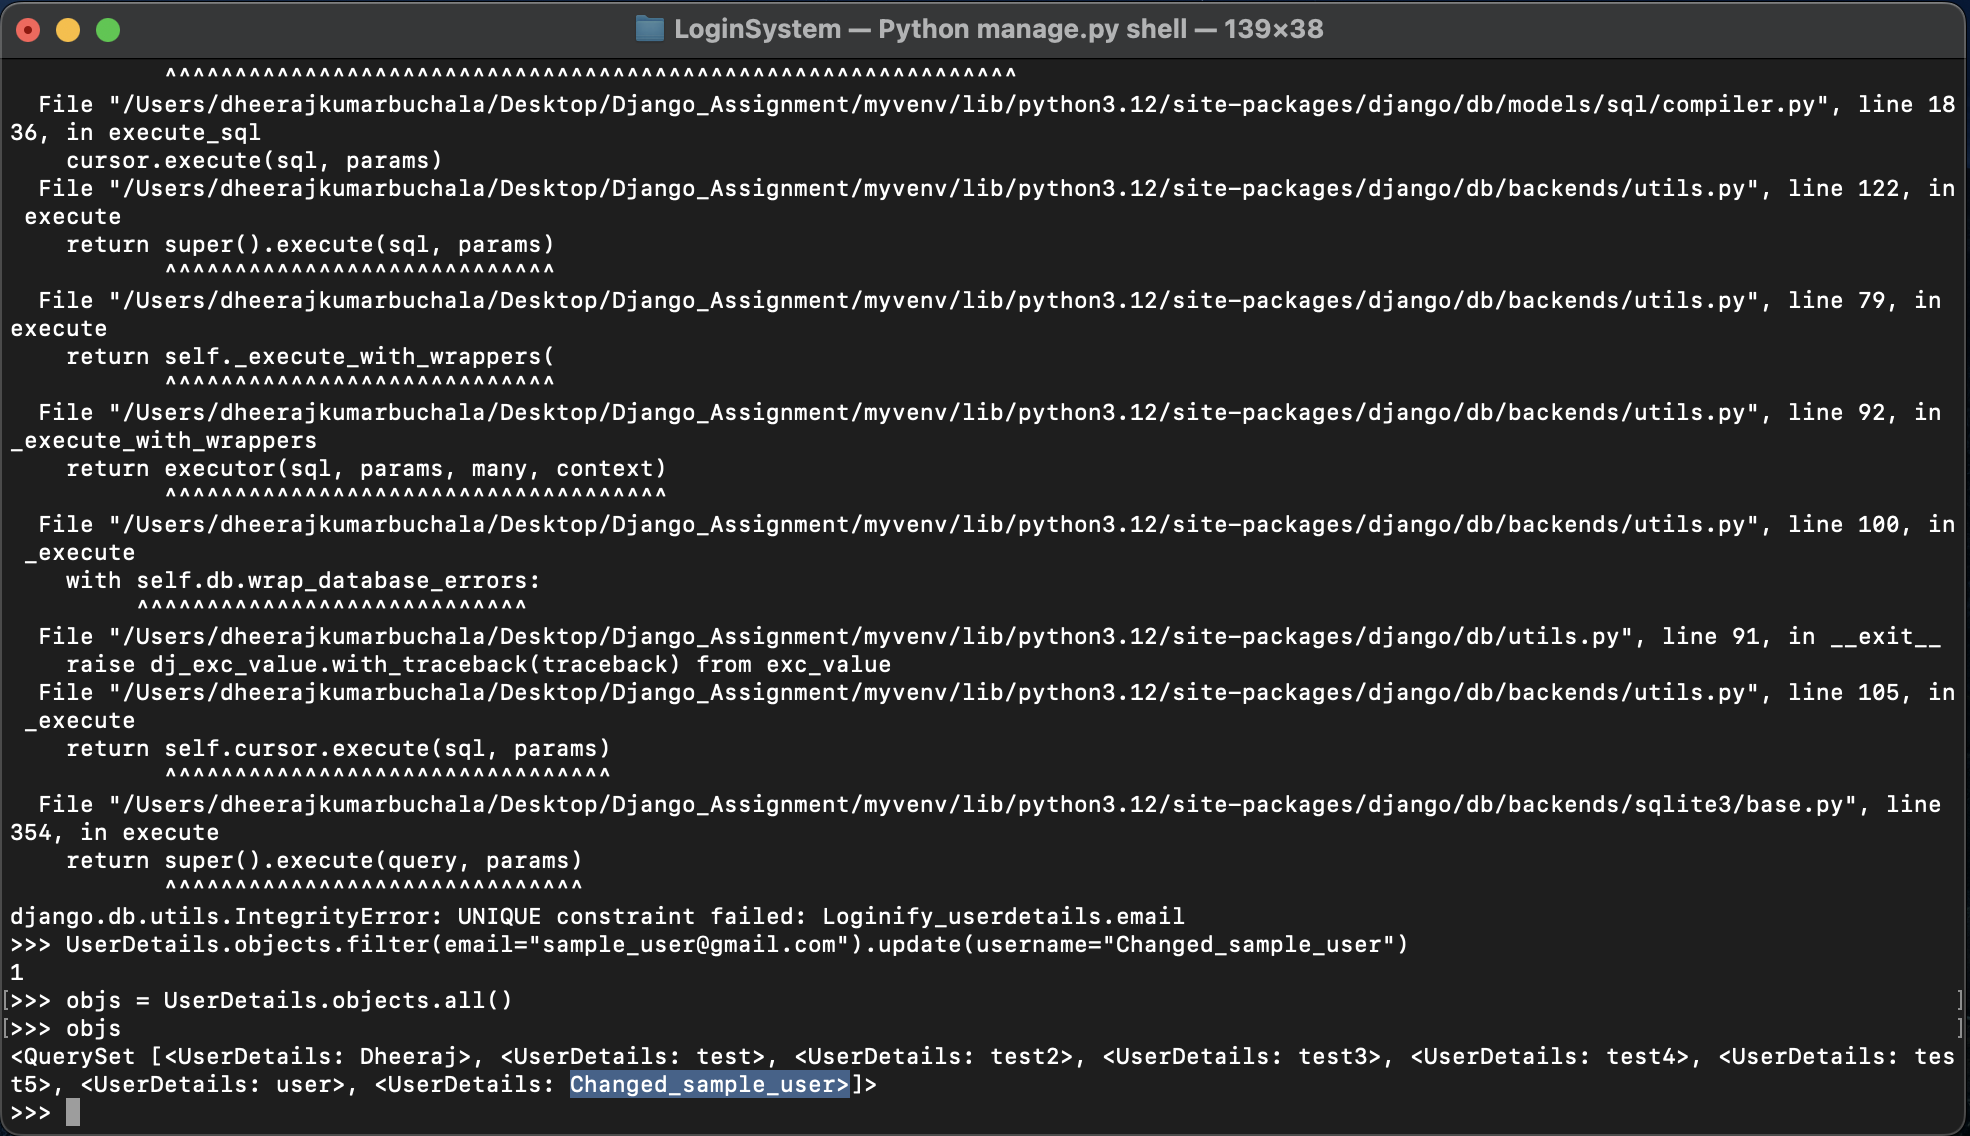 LoginSystem — Python manage.py shell — 139×38
^^^^^^^^^^^^^^^^^^^^^^^^^^^^^^^^^^^^^^^^^^^^^^^^^^^^^^^^^^^^^
  File "/Users/dheerajkumarbuchala/Desktop/Django_Assignment/myvenv/lib/python3.12/site-packages/django/db/models/sql/compiler.py", line 18
36, in execute_sql
    cursor.execute(sql, params)
  File "/Users/dheerajkumarbuchala/Desktop/Django_Assignment/myvenv/lib/python3.12/site-packages/django/db/backends/utils.py", line 122, in
 execute
    return super().execute(sql, params)
           ^^^^^^^^^^^^^^^^^^^^^^^^^^^^
  File "/Users/dheerajkumarbuchala/Desktop/Django_Assignment/myvenv/lib/python3.12/site-packages/django/db/backends/utils.py", line 79, in
execute
    return self._execute_with_wrappers(
           ^^^^^^^^^^^^^^^^^^^^^^^^^^^^
  File "/Users/dheerajkumarbuchala/Desktop/Django_Assignment/myvenv/lib/python3.12/site-packages/django/db/backends/utils.py", line 92, in
_execute_with_wrappers
    return executor(sql, params, many, context)
           ^^^^^^^^^^^^^^^^^^^^^^^^^^^^^^^^^^^^
  File "/Users/dheerajkumarbuchala/Desktop/Django_Assignment/myvenv/lib/python3.12/site-packages/django/db/backends/utils.py", line 100, in
 _execute
    with self.db.wrap_database_errors:
         ^^^^^^^^^^^^^^^^^^^^^^^^^^^^
  File "/Users/dheerajkumarbuchala/Desktop/Django_Assignment/myvenv/lib/python3.12/site-packages/django/db/utils.py", line 91, in __exit__
    raise dj_exc_value.with_traceback(traceback) from exc_value
  File "/Users/dheerajkumarbuchala/Desktop/Django_Assignment/myvenv/lib/python3.12/site-packages/django/db/backends/utils.py", line 105, in
 _execute
    return self.cursor.execute(sql, params)
           ^^^^^^^^^^^^^^^^^^^^^^^^^^^^^^^^
  File "/Users/dheerajkumarbuchala/Desktop/Django_Assignment/myvenv/lib/python3.12/site-packages/django/db/backends/sqlite3/base.py", line
354, in execute
    return super().execute(query, params)
           ^^^^^^^^^^^^^^^^^^^^^^^^^^^^^^
django.db.utils.IntegrityError: UNIQUE constraint failed: Loginify_userdetails.email
>>> UserDetails.objects.filter(email="sample_user@gmail.com").update(username="Changed_sample_user")
1
[>>> objs = UserDetails.objects.all() ]
[>>> objs ]
<QuerySet [<UserDetails: Dheeraj>, <UserDetails: test>, <UserDetails: test2>, <UserDetails: test3>, <UserDetails: test4>, <UserDetails: tes
t5>, <UserDetails: user>, <UserDetails: Changed_sample_user>]>
>>>